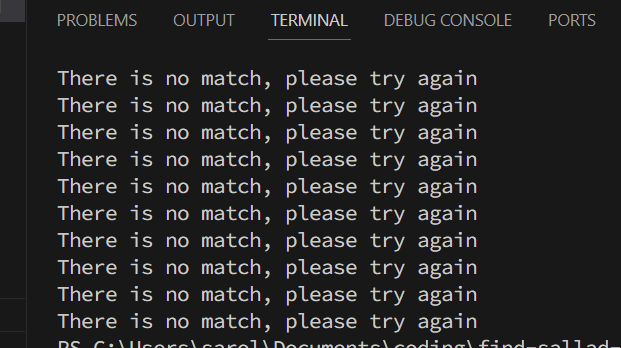 PROBLEMS OUTPUT TERMINAL DEBUG CONSOLE PORTS
There is no match, please try again
There is no match, please try again
There is no match, please try again
There is no match, please try again
There is no match, please try again
There is no match, please try again
There is no match, please try again
There is no match, please try again
There is no match, please try again
There is no match, please try again
PS C:\Users\sarol\Documents\coding\find-sallad-